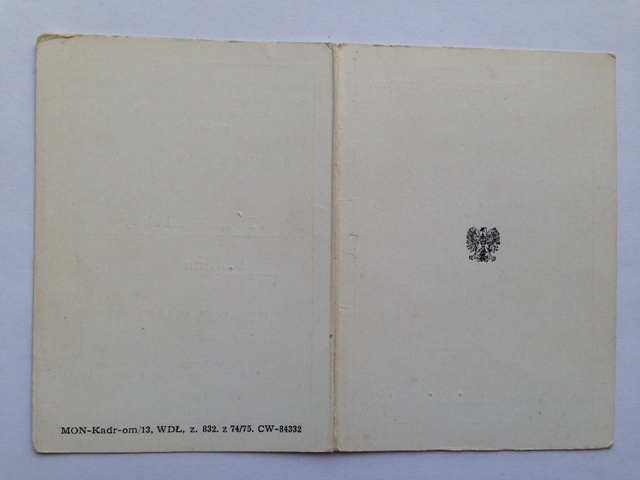 MON-Kadr-om/13, WDŁ, z. 832. z 74/75. CW-84332